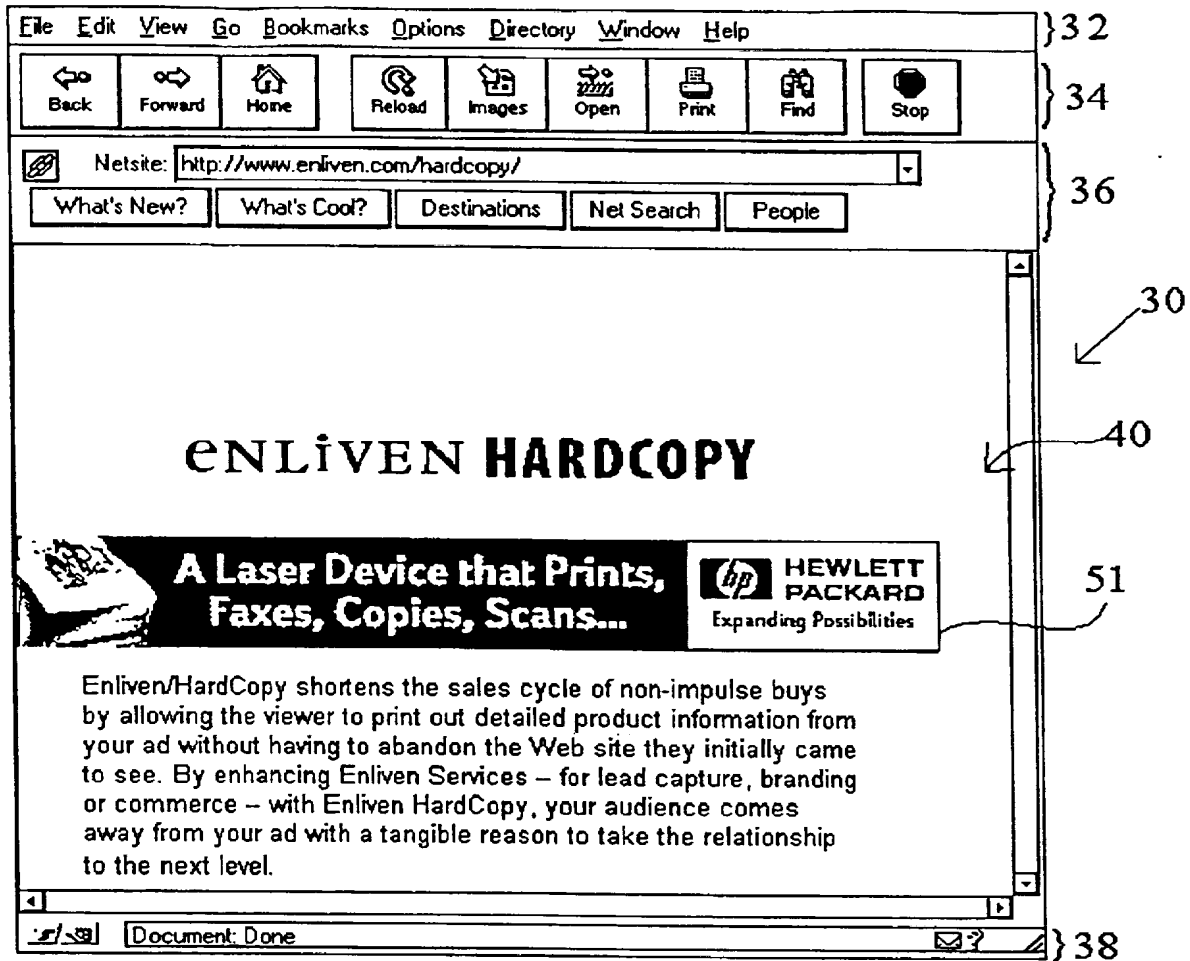 File Edit View Go Bookmarks Options Directory Window Help }32
Back Forward Home Reload Images Open Print Find Stop } 34
Netsite: http://www.enliven.com/hardcopy/
What's New? What's Cool? Destinations Net Search People
} 36
30
40
eNLiVEN HARDCOPY
A Laser Device that Prints,
Faxes, Copies, Scans...
hp HEWLETT
PACKARD
Expanding Possibilities
51
Enliven/HardCopy shortens the sales cycle of non-impulse buys
by allowing the viewer to print out detailed product information from
your ad without having to abandon the Web site they initially came
to see. By enhancing Enliven Services – for lead capture, branding
or commerce – with Enliven HardCopy, your audience comes
away from your ad with a tangible reason to take the relationship
to the next level.
Document: Done ? }38